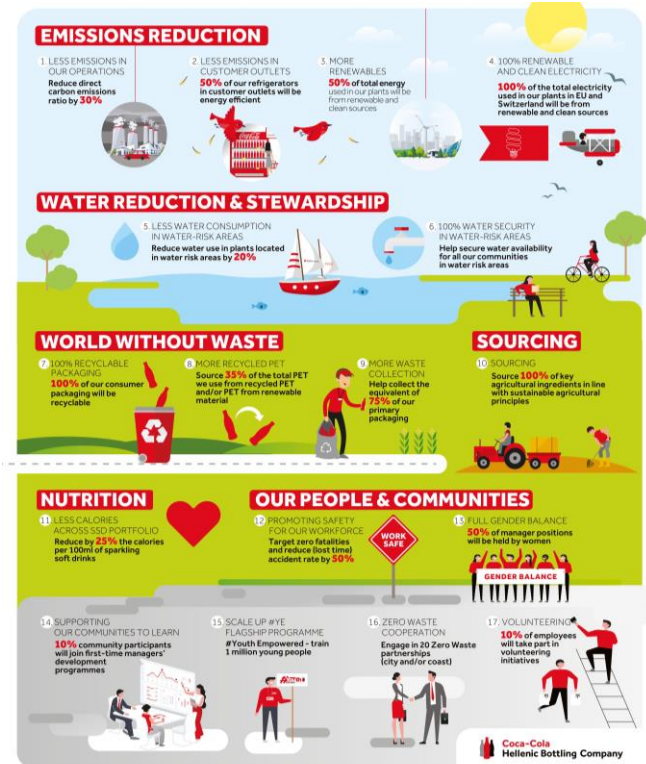 EMISSIONS REDUCTION
1. LESS EMISSIONS IN
OUR OPERATIONS
Reduce direct
carbon emissions
ratio by 30%
2. LESS EMISSIONS IN
CUSTOMER OUTLETS
50% of our refrigerators
in customer outlets will be
energy efficient
3. MORE
RENEWABLES
50% of total energy
used in our plants will be
from renewable and
clean sources
4. 100% RENEWABLE
AND CLEAN ELECTRICITY
100% of the total electricity
used in our plants in EU and
Switzerland will be from
renewable and clean sources
WATER REDUCTION & STEWARDSHIP
5. LESS WATER CONSUMPTION
IN WATER-RISK AREAS
Reduce water use in plants located
in water risk areas by 20%
6. 100% WATER SECURITY
IN WATER-RISK AREAS
Help secure water availability
for all our communities
in water risk areas
WORLD WITHOUT WASTE
7. 100% RECYCLABLE
PACKAGING
100% of our consumer
packaging will be
recyclable
8. MORE RECYCLED PET
Source 35% of the total PET
we use from recycled PET
and/or PET from renewable
material
9. MORE WASTE
COLLECTION
Help collect the
equivalent of
75% of our
primary
packaging
SOURCING
10. SOURCING
Source 100% of key
agricultural ingredients in line
with sustainable agricultural
principles
NUTRITION
11. LESS CALORIES
ACROSS SSD PORTFOLIO
Reduce by 25% the calories
per 100ml of sparkling
soft drinks
OUR PEOPLE & COMMUNITIES
12. PROMOTING SAFETY
FOR OUR WORKFORCE
Target zero fatalities
and reduce (lost time)
accident rate by 50%
WORK
SAFE
13. FULL GENDER BALANCE
50% of manager positions
will be held by women
GENDER BALANCE
14. SUPPORTING
OUR COMMUNITIES TO LEARN
10% community participants
will join first-time managers'
development
programmes
15. SCALE UP #YE
FLAGSHIP PROGRAMME
#Youth Empowered - train
1 million young people
16. ZERO WASTE
COOPERATION
Engage in 20 Zero Waste
partnerships
(city and/or coast)
17. VOLUNTEERING
10% of employees
will take part in
volunteering
initiatives
Coca-Cola
Hellenic Bottling Company